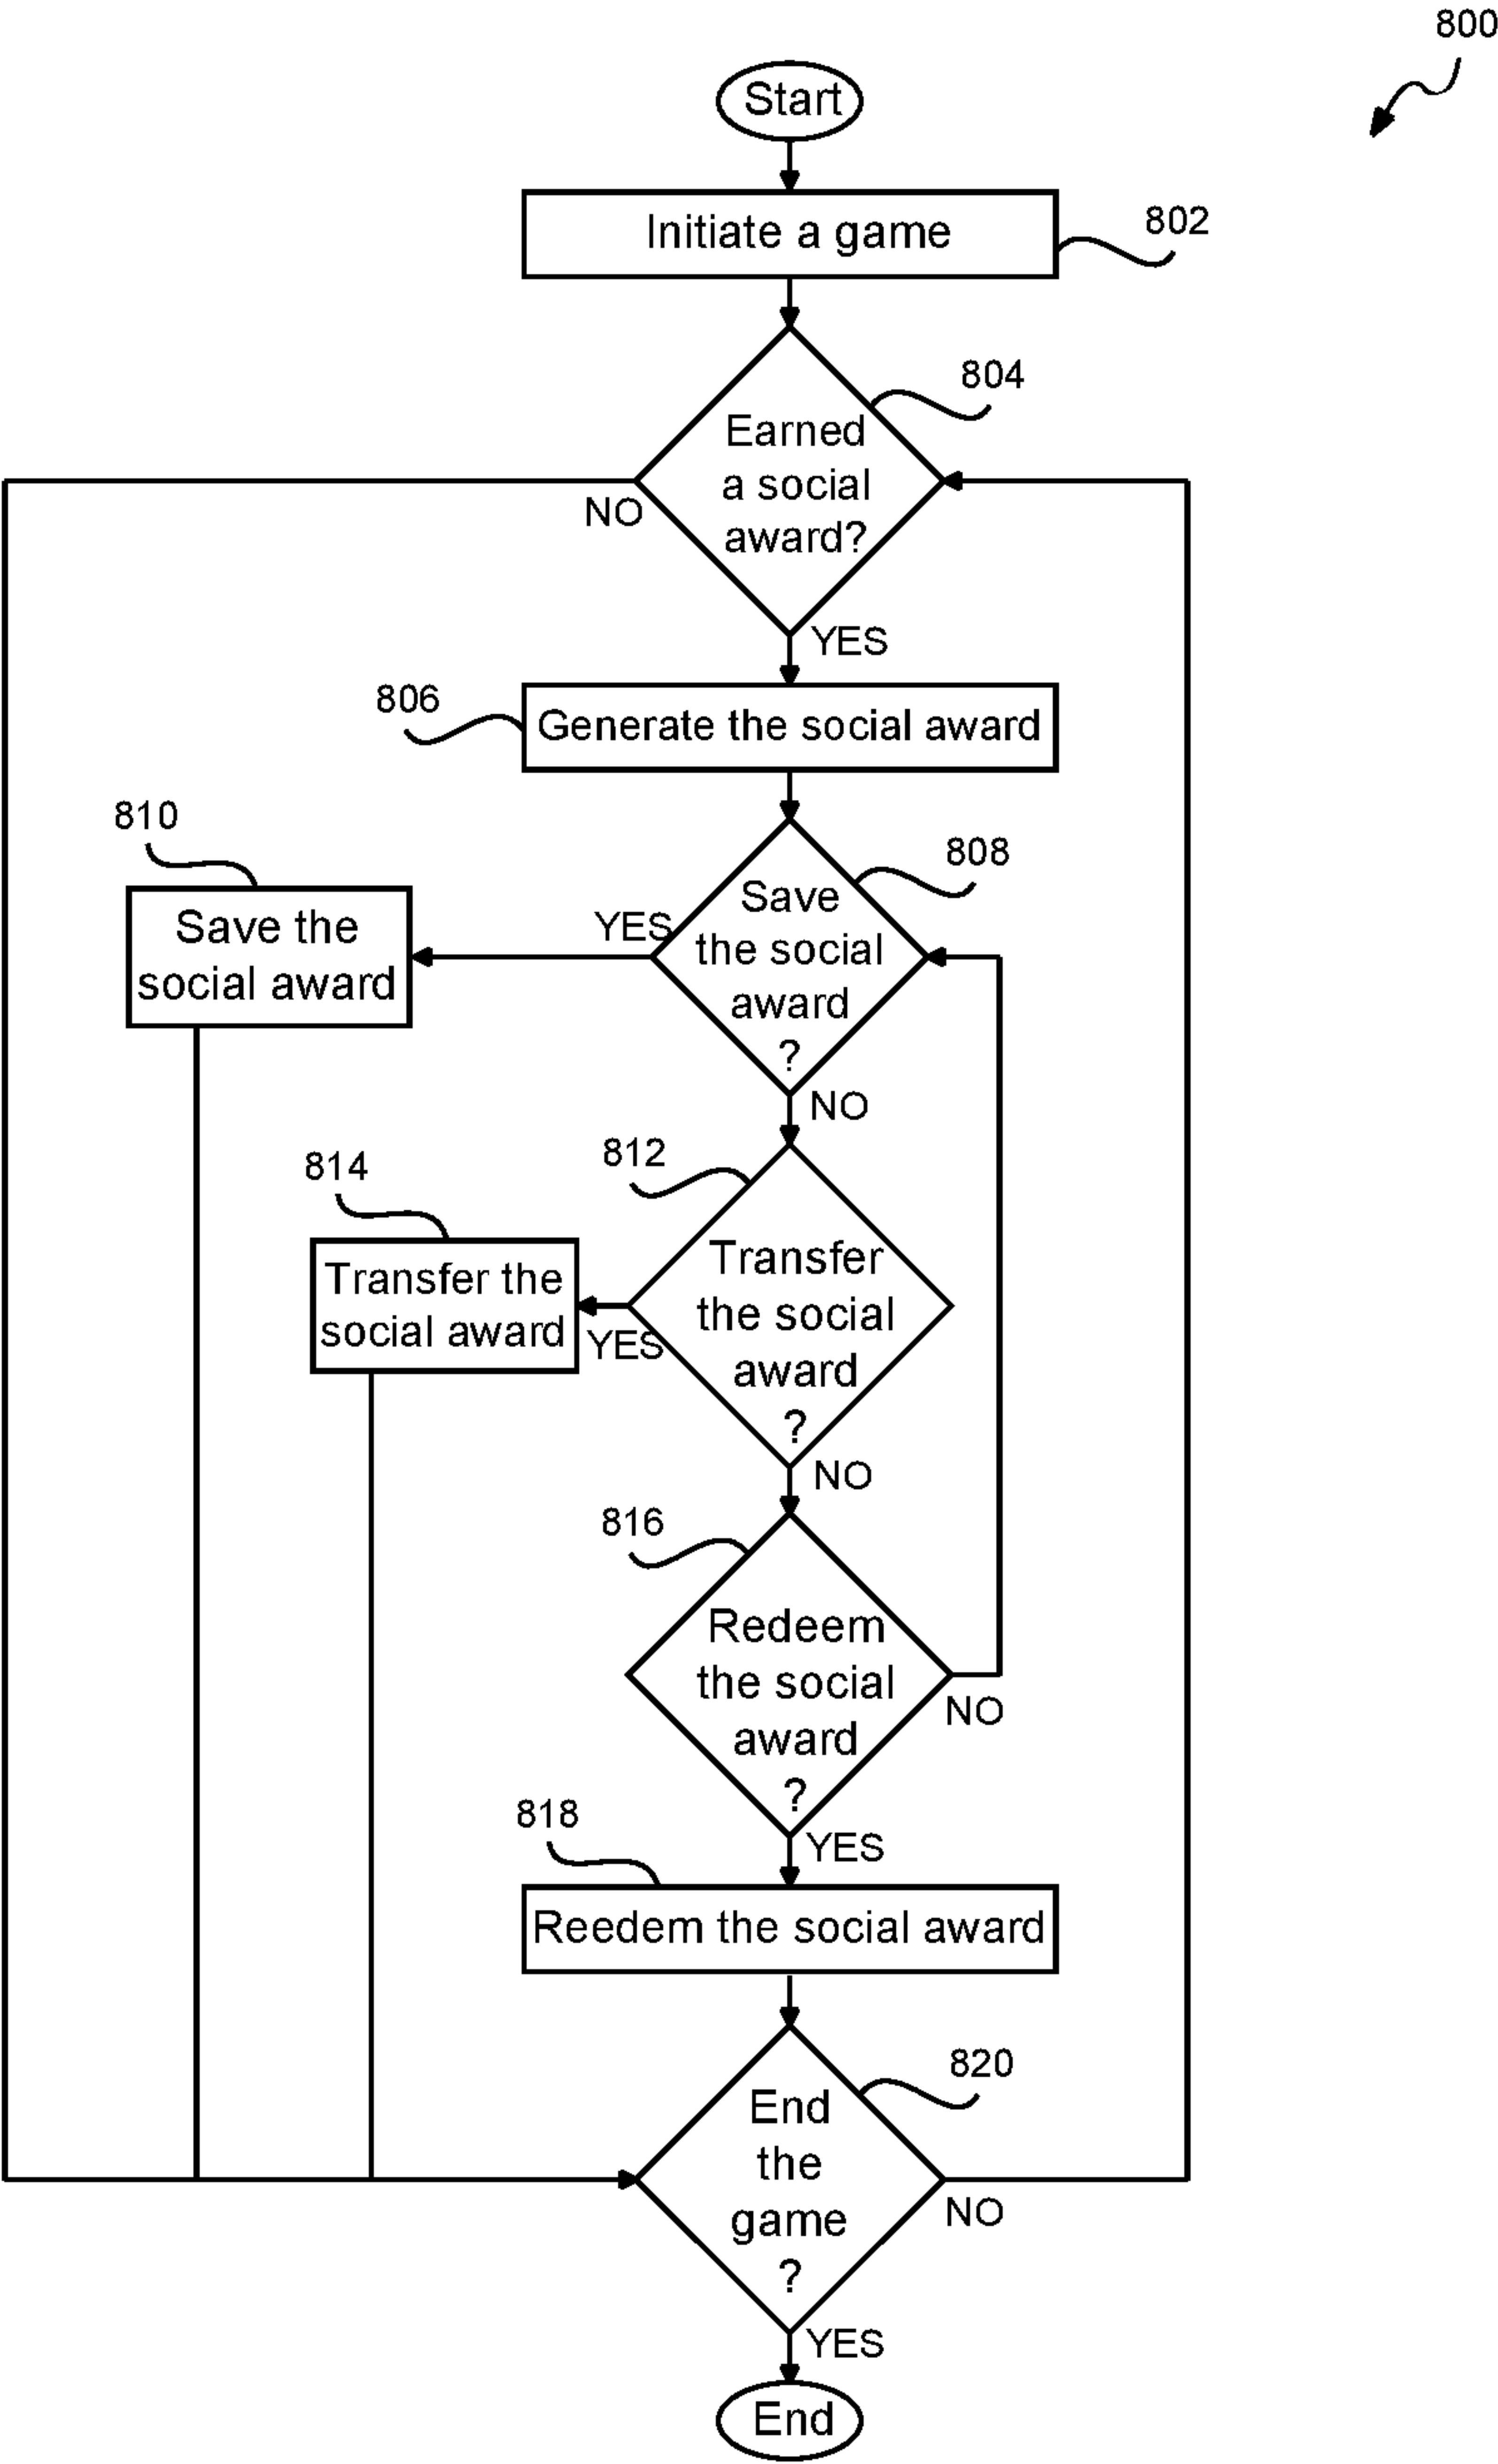 800
Start
Initiate a game
802
804
Earned
a social
award?
NO
YES
806
Generate the social award
810
808
Save the
social award
YES
Save
the social
award
?
NO
812
814
Transfer the
social award
YES
Transfer
the social
award
?
NO
816
Redeem
the social
award
?
NO
818
YES
Reedem the social award
820
End
the
game
?
NO
YES
End